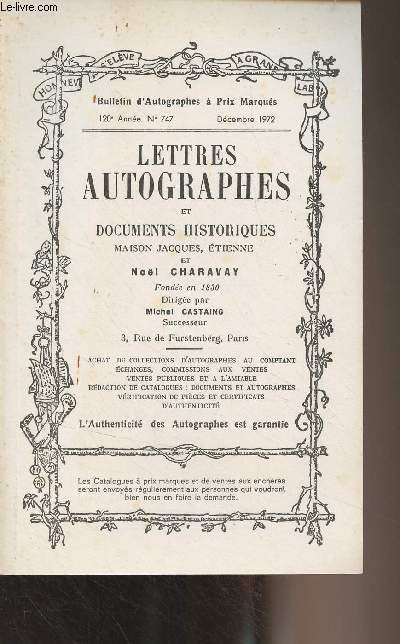 © Le-livre.com
HONNEVR S'ELEVE A GRANT LABEVR
Bulletin d'Autographes à Prix Marqués
120e Année, N° 747 Décembre 1972
LETTRES
AUTOGRAPHES
ET
DOCUMENTS HISTORIQUES
MAISON JACQUES, ÉTIENNE
ET
Noël CHARAVAY
Fondée en 1830
Dirigée par
Michel CASTAING
Successeur
3, Rue de Furstenberg, Paris
ACHAT DE COLLECTIONS D'AUTOGRAPHES AU COMPTANT
ÉCHANGES, COMMISSIONS AUX VENTES
VENTES PUBLIQUES ET A L'AMIABLE
RÉDACTION DE CATALOGUES : DOCUMENTS ET AUTOGRAPHES
VÉRIFICATION DE PIÈCES ET CERTIFICATS
D'AUTHENTICITÉ
L'Authenticité des Autographes est garantie
Les Catalogues à prix marqués et de ventes aux enchères
seront envoyés régulièrement aux personnes qui voudront
bien nous en faire la demande.